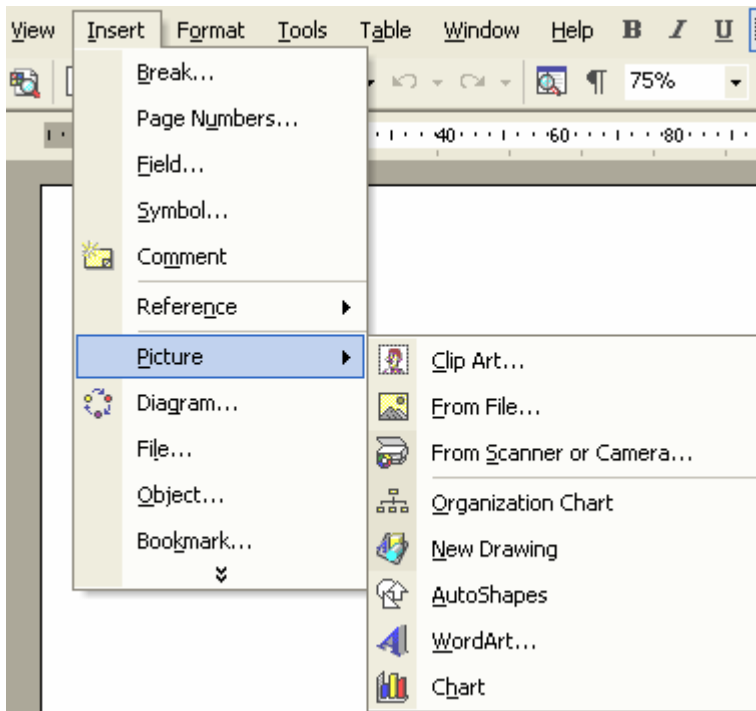 View Insert Format Tools Table Window Help B I U
75%
40 60 80
Break...
Page Numbers...
Field...
Symbol...
Comment
Reference
Picture
Diagram...
File...
Object...
Bookmark...
Clip Art...
From File...
From Scanner or Camera...
Organization Chart
New Drawing
AutoShapes
WordArt...
Chart